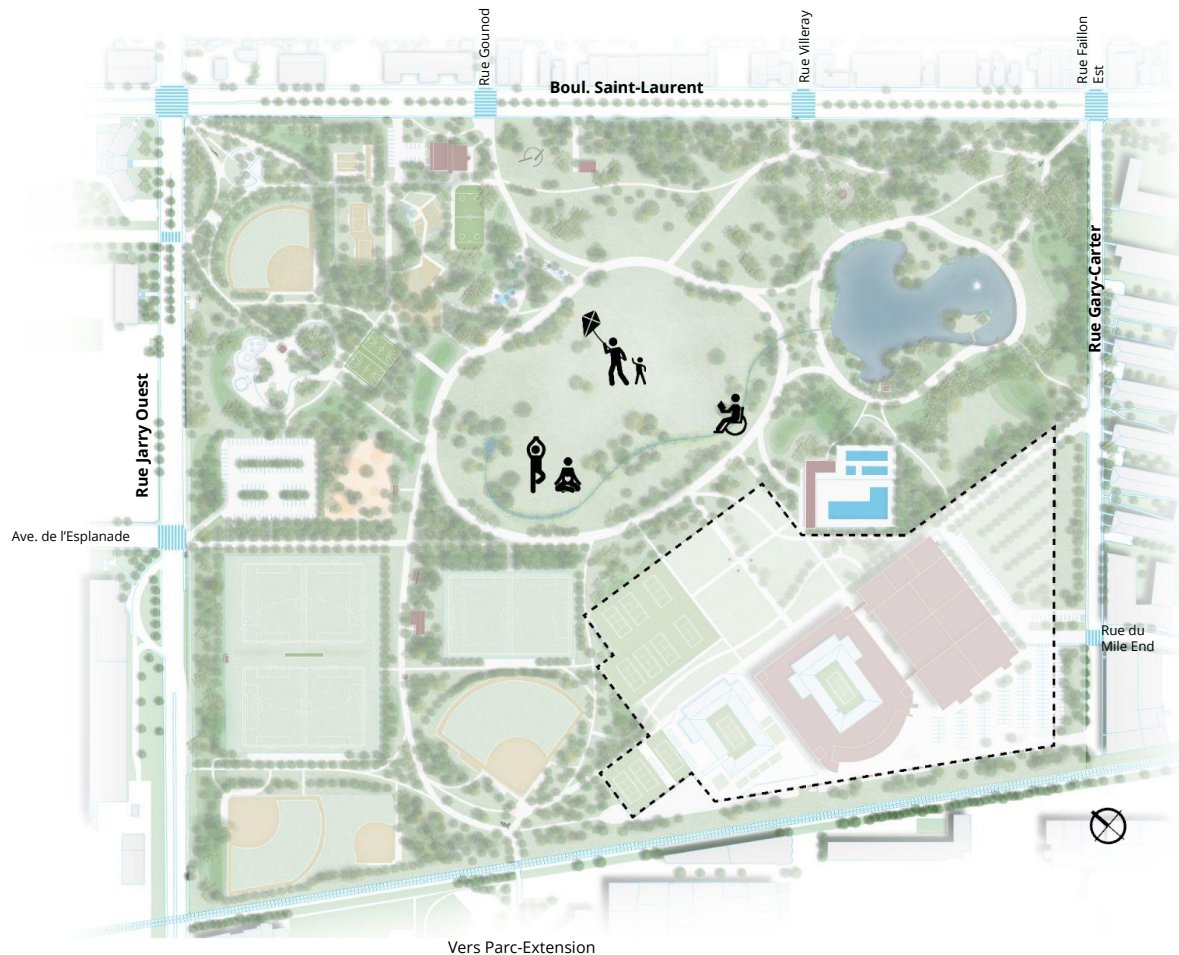 Rue Gounod
Rue Villeray
Rue Faillon
Est
Boul. Saint-Laurent
Rue Gary-Carter
Rue Jarry Ouest
Ave. de l'Esplanade
Rue du
Mile End
Vers Parc-Extension